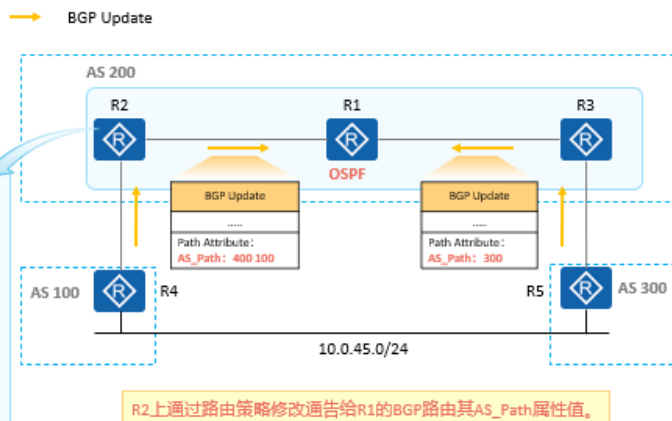 BGP Update
AS 200
R2
R1
R3
R
R
R
OSPF
BGP Update
.....
Path Attribute:
AS_Path: 400 100
BGP Update
.....
Path Attribute:
AS_Path: 300
AS 100
R
R4
R5
R
AS 300
10.0.45.0/24
R2上通过路由策略修改通告给R1的BGP路由其AS_Path属性值。